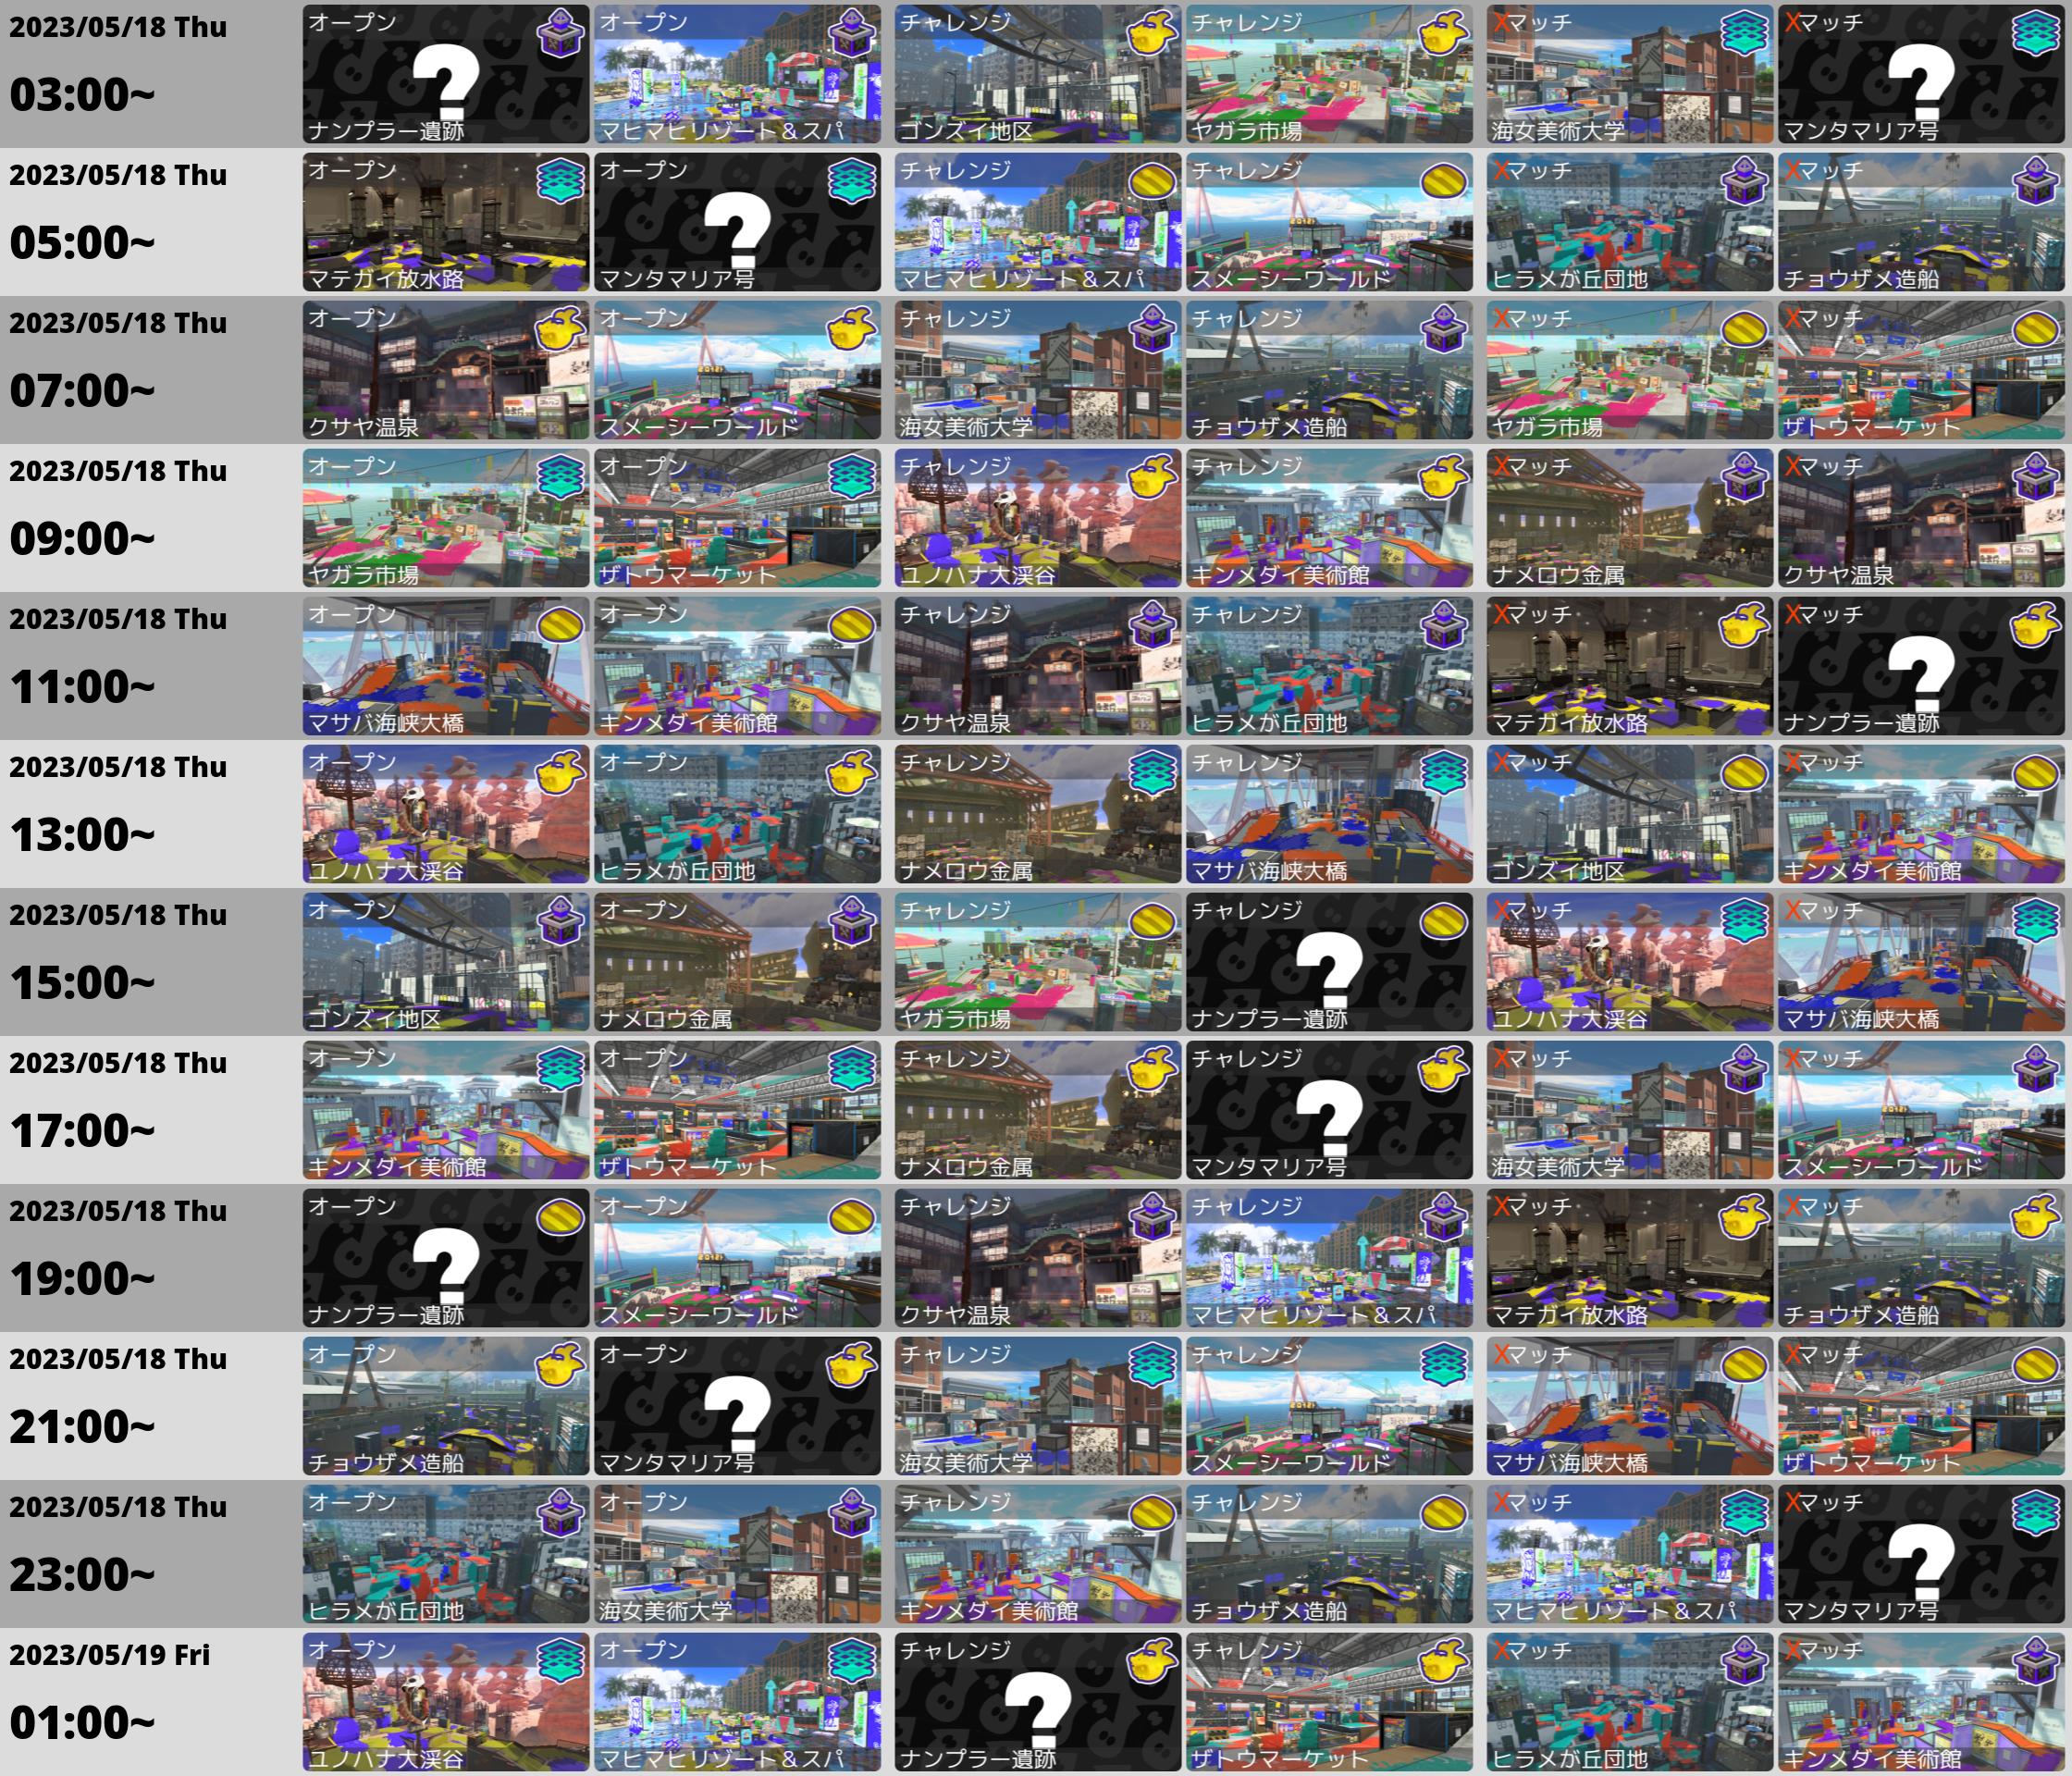 2023/05/18 Thu
03:00~
オープン オープン チャレンジ チャレンジ Xマッチ Xマッチ
ナンプラー遺跡 マヒマヒリゾート＆スパ ゴンズイ地区 ヤガラ市場 海女美術大学 マンタマリア号
2023/05/18 Thu
05:00~
オープン オープン チャレンジ チャレンジ Xマッチ Xマッチ
マテガイ放水路 マンタマリア号 マヒマヒリゾート＆スパ スメーシーワールド ヒラメが丘団地 チョウザメ造船
2023/05/18 Thu
07:00~
オープン オープン チャレンジ チャレンジ Xマッチ Xマッチ
クサヤ温泉 スメーシーワールド 海女美術大学 チョウザメ造船 ヤガラ市場 ザトウマーケット
2023/05/18 Thu
09:00~
オープン オープン チャレンジ チャレンジ Xマッチ Xマッチ
ヤガラ市場 ザトウマーケット ユノハナ大渓谷 キンメダイ美術館 ナメロウ金属 クサヤ温泉
2023/05/18 Thu
11:00~
オープン オープン チャレンジ チャレンジ Xマッチ Xマッチ
マサバ海峡大橋 キンメダイ美術館 クサヤ温泉 ヒラメが丘団地 マテガイ放水路 ナンプラー遺跡
2023/05/18 Thu
13:00~
オープン オープン チャレンジ チャレンジ Xマッチ Xマッチ
ユノハナ大渓谷 ヒラメが丘団地 ナメロウ金属 マサバ海峡大橋 ゴンズイ地区 キンメダイ美術館
2023/05/18 Thu
15:00~
オープン オープン チャレンジ チャレンジ Xマッチ Xマッチ
ゴンズイ地区 ナメロウ金属 ヤガラ市場 ナンプラー遺跡 ユノハナ大渓谷 マサバ海峡大橋
2023/05/18 Thu
17:00~
オープン オープン チャレンジ チャレンジ Xマッチ Xマッチ
キンメダイ美術館 ザトウマーケット ナメロウ金属 マンタマリア号 海女美術大学 スメーシーワールド
2023/05/18 Thu
19:00~
オープン オープン チャレンジ チャレンジ Xマッチ Xマッチ
ナンプラー遺跡 スメーシーワールド クサヤ温泉 マヒマヒリゾート＆スパ マテガイ放水路 チョウザメ造船
2023/05/18 Thu
21:00~
オープン オープン チャレンジ チャレンジ Xマッチ Xマッチ
チョウザメ造船 マンタマリア号 海女美術大学 スメーシーワールド マサバ海峡大橋 ザトウマーケット
2023/05/18 Thu
23:00~
オープン オープン チャレンジ チャレンジ Xマッチ Xマッチ
ヒラメが丘団地 海女美術大学 キンメダイ美術館 チョウザメ造船 マヒマヒリゾート＆スパ マンタマリア号
2023/05/19 Fri
01:00~
オープン オープン チャレンジ チャレンジ Xマッチ Xマッチ
ユノハナ大渓谷 マヒマヒリゾート＆スパ ナンプラー遺跡 ザトウマーケット ヒラメが丘団地 キンメダイ美術館